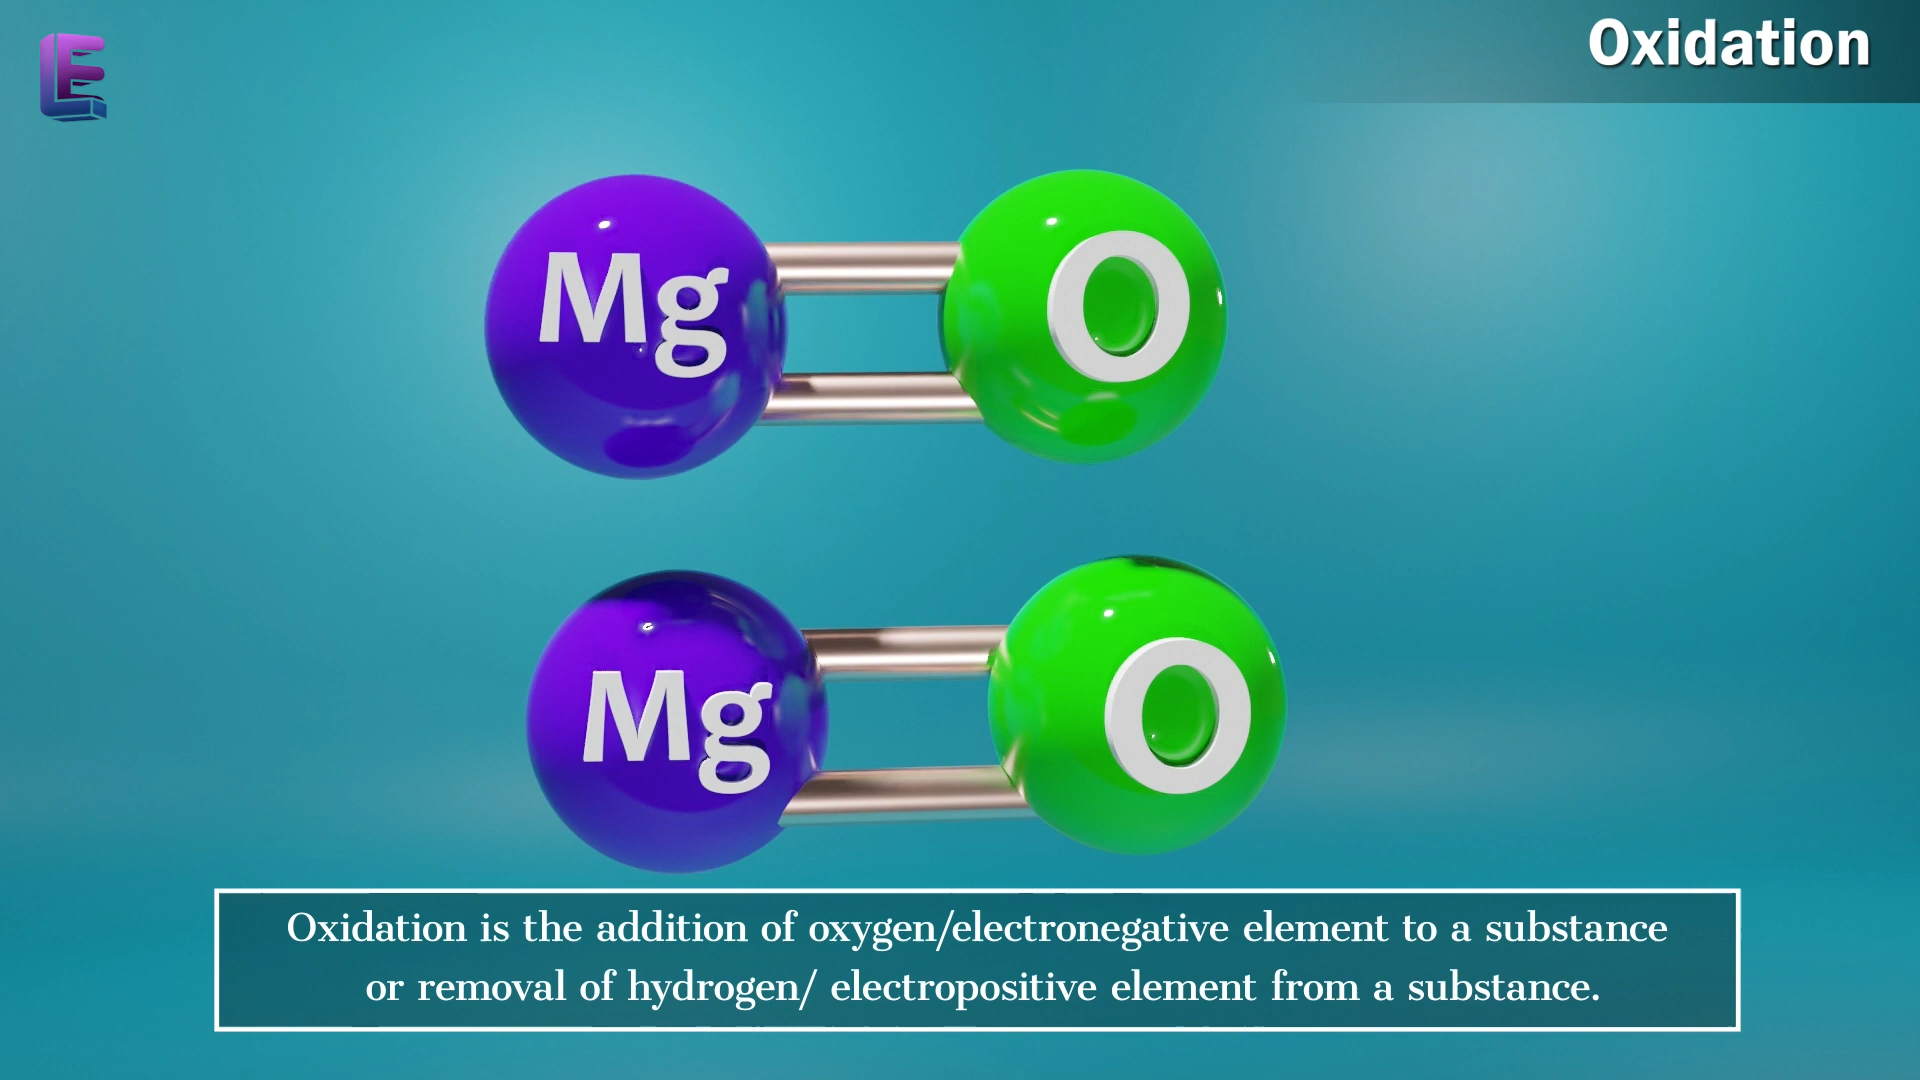 Oxidation
Mg
O
Mg
O
Oxidation is the addition of oxygen/electronegative element to a substance
or removal of hydrogen/ electropositive element from a substance.